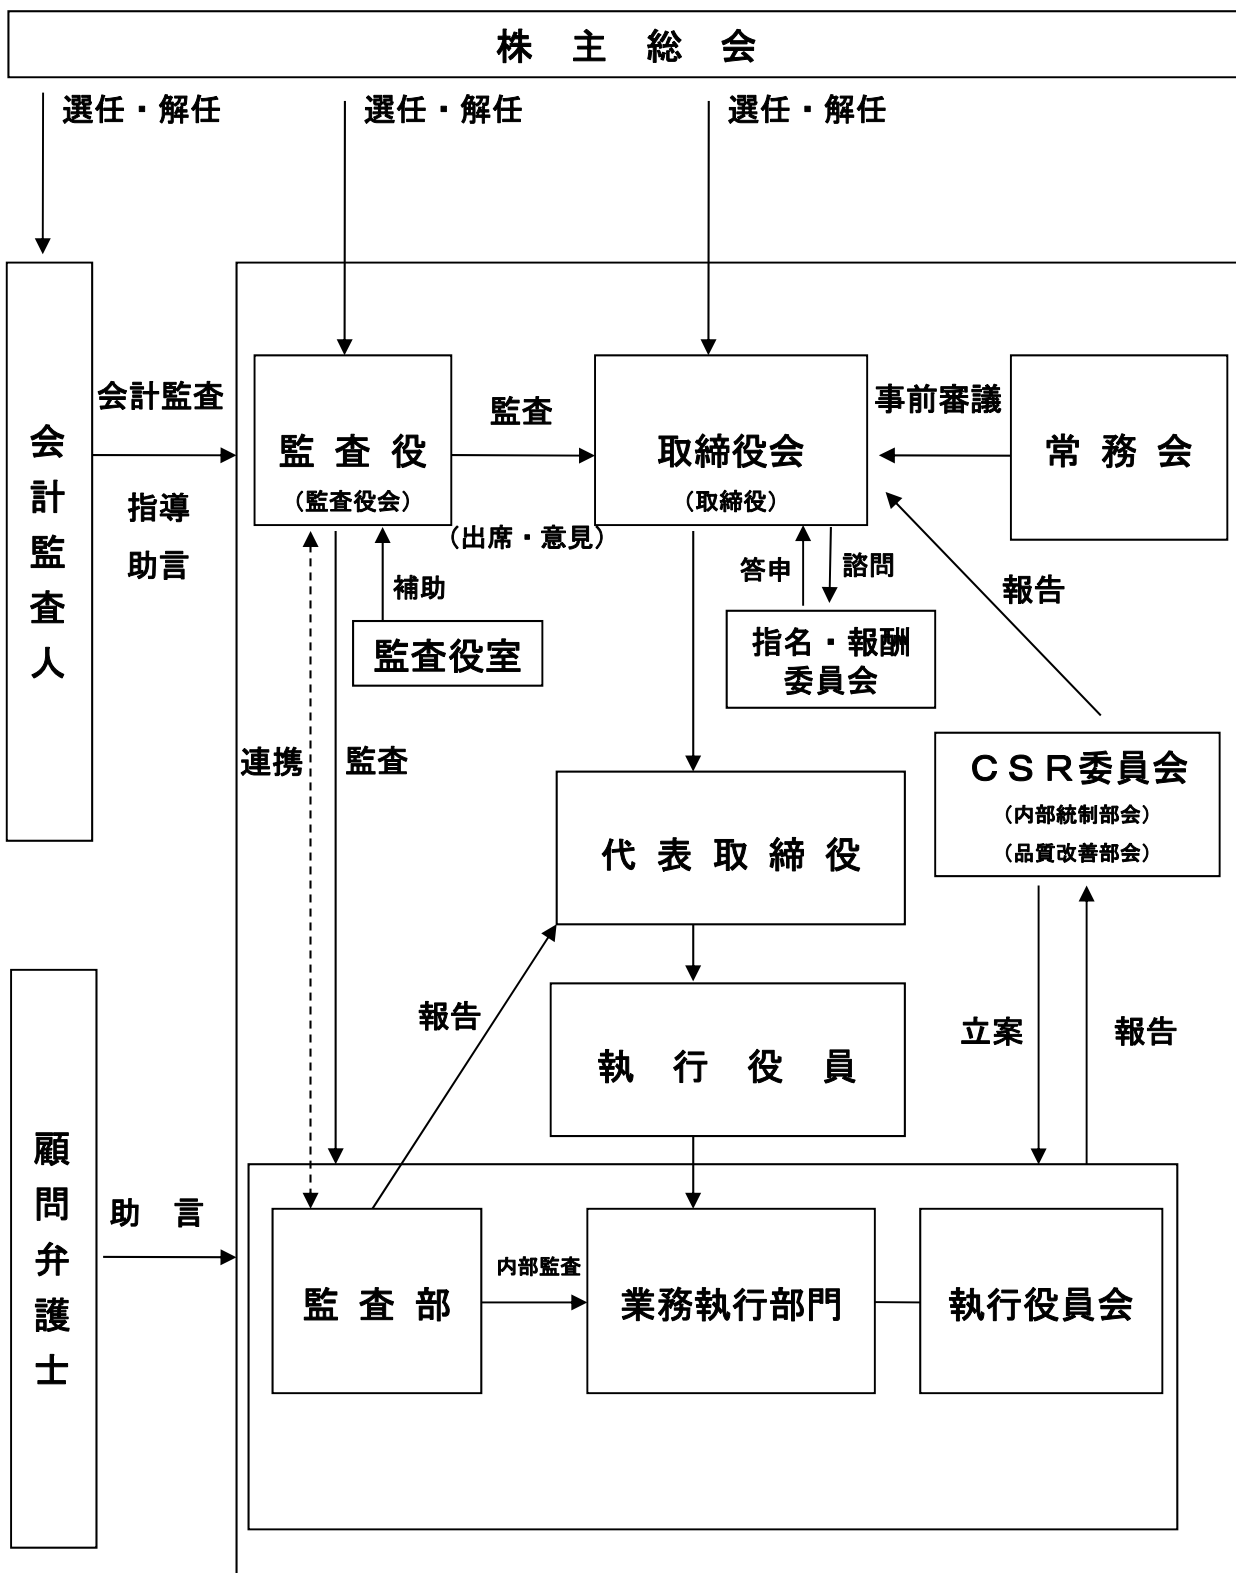 株 主 総 会
選任・解任
選任・解任
選任・解任
会計監査人
会計監査
指導
助言
監 査 役
（監査役会）
監査
（出席・意見）
取締役会
（取締役）
事前審議
常 務 会
補助
監査役室
答申
諮問
指名・報酬
委員会
報告
連携
監査
ＣＳＲ委員会
（内部統制部会）
（品質改善部会）
代 表 取 締 役
報告
執 行 役 員
立案
報告
顧問弁護士
助 言
監 査 部
内部監査
業務執行部門
執行役員会